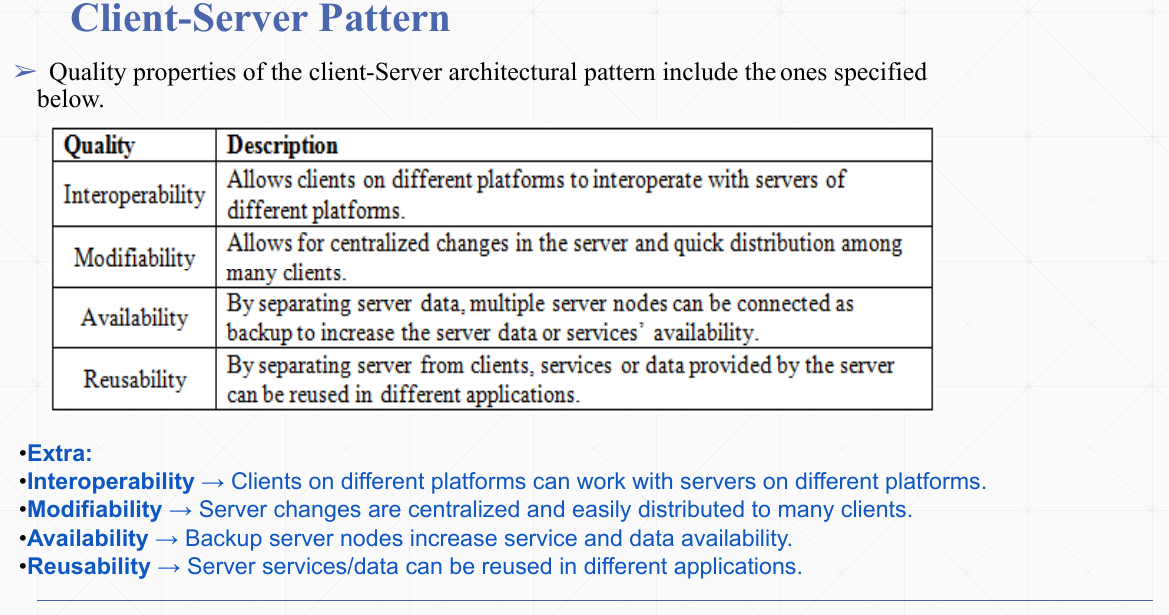 Client-Server Pattern
➢ Quality properties of the client-Server architectural pattern include the ones specified
below.
Quality Description
Interoperability Allows clients on different platforms to interoperate with servers of
different platforms.
Modifiability Allows for centralized changes in the server and quick distribution among
many clients.
Availability By separating server data, multiple server nodes can be connected as
backup to increase the server data or services’ availability.
Reusability By separating server from clients, services or data provided by the server
can be reused in different applications.
•Extra:
•Interoperability → Clients on different platforms can work with servers on different platforms.
•Modifiability → Server changes are centralized and easily distributed to many clients.
•Availability → Backup server nodes increase service and data availability.
•Reusability → Server services/data can be reused in different applications.